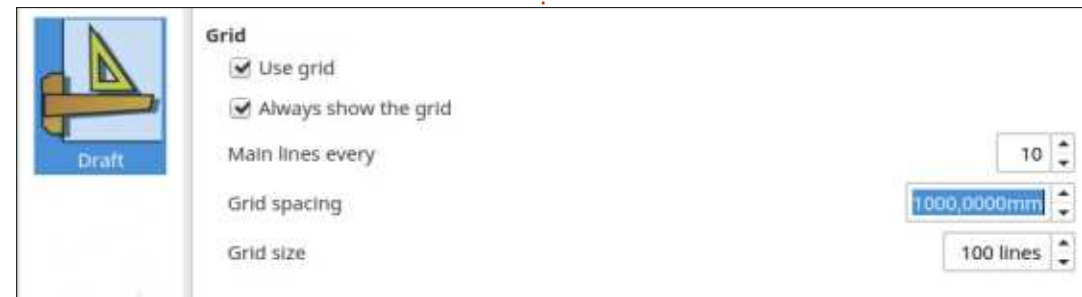 Grid
Use grid
Always show the grid
Draft
Main lines every 10
Grid spacing 1000,0000mm
Grid size 100 lines